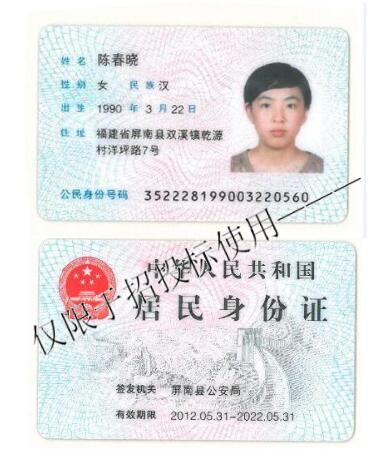 姓名 陈春晓
性别 女 民族 汉
出生 1990 年 3 月 22 日
住址 福建省屏南县双溪镇乾源
村洋坪路7号
公民身份号码 352228199003220560
仅限于招投标使用——
中华人民共和国
居民身份证
签发机关 屏南县公安局
有效期限 2012.05.31-2022.05.31